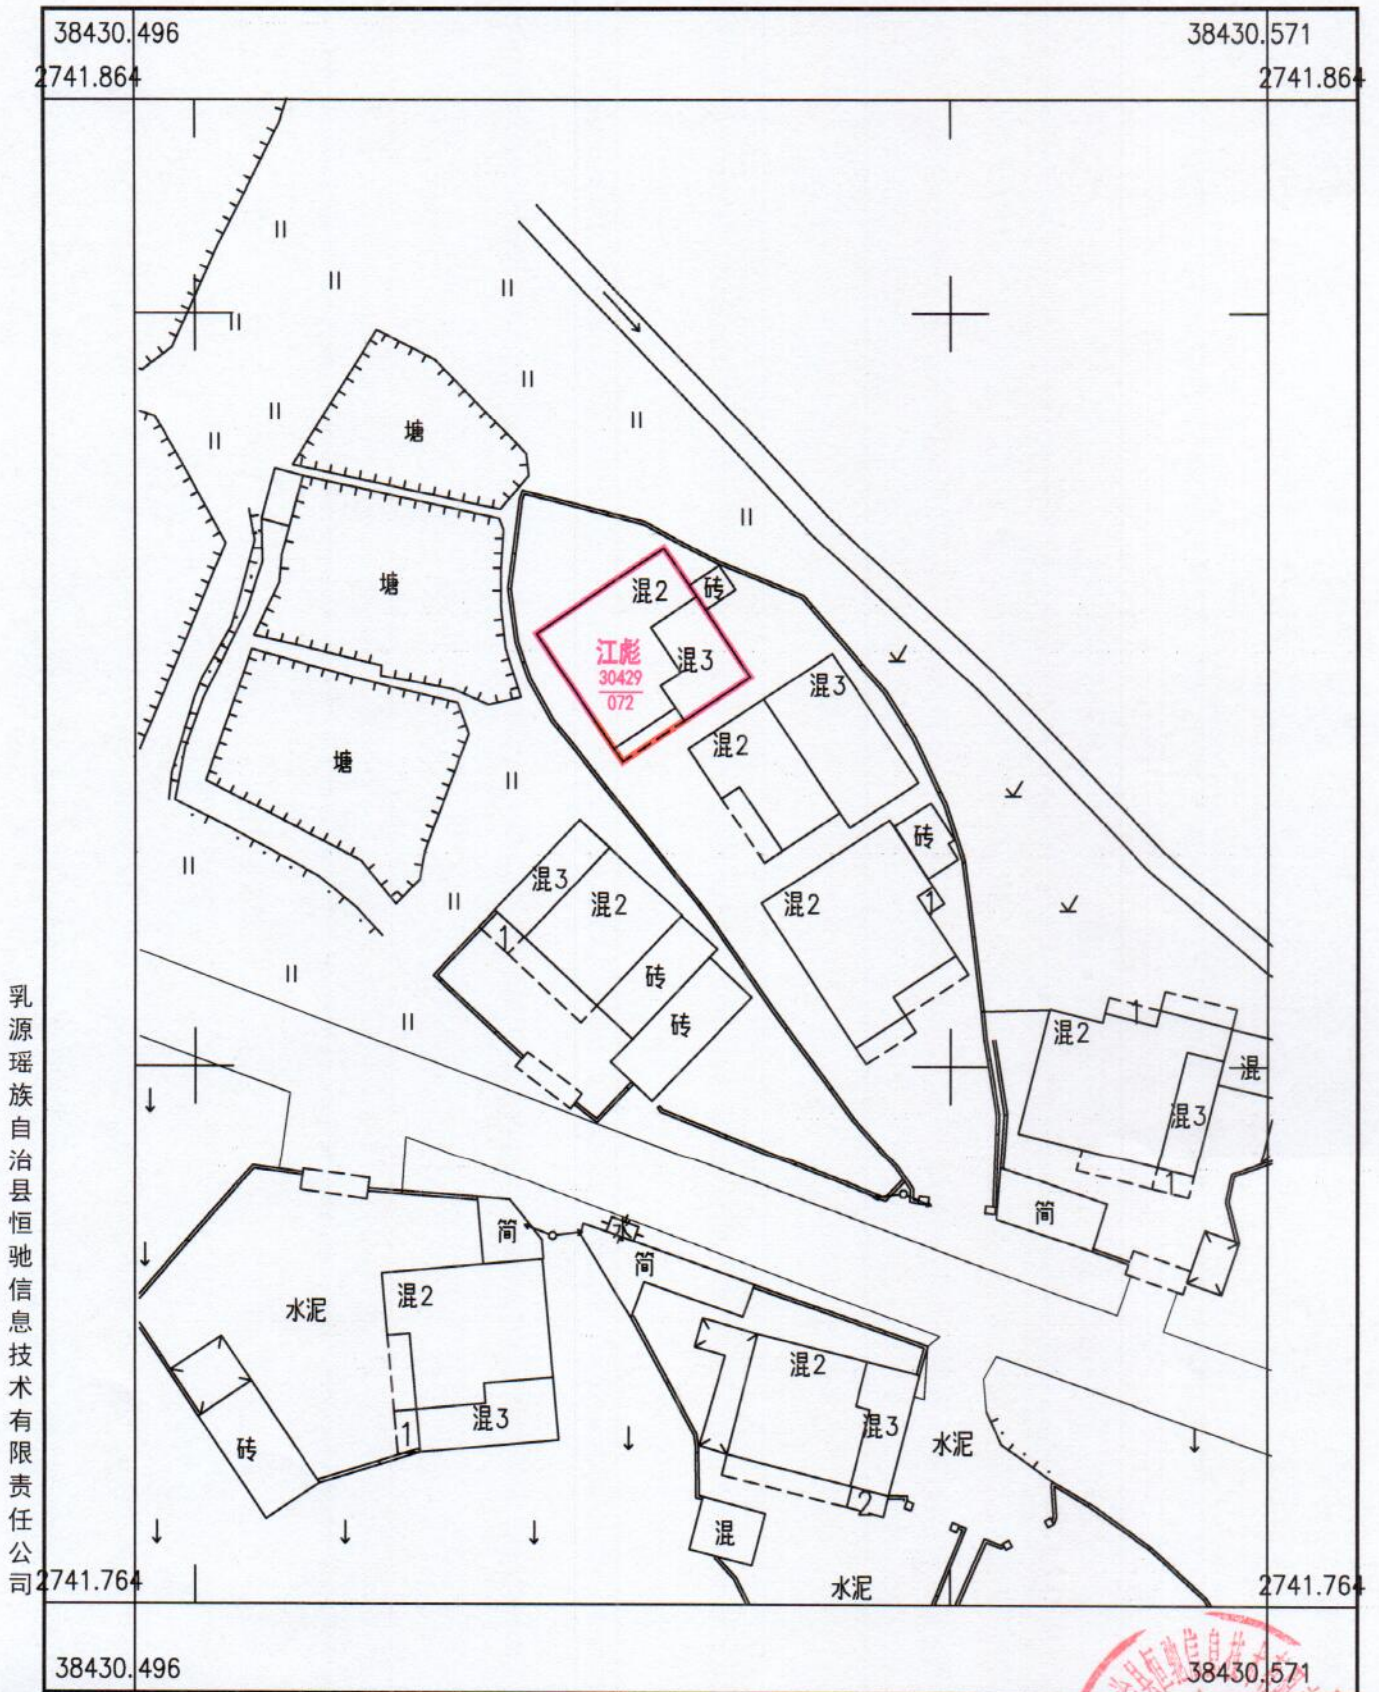 38430.496
38430.571
2741.864
2741.864
塘
塘
混2
砖
江彪
30429
072
混3
混3
混2
塘
砖
混3
混2
混2
1
1
砖
砖
混2
1
混
混3
1
简
简
水
简
水泥
混2
混2
混3
1
混3
水泥
砖
2
混
水泥
乳源瑶族自治县恒驰信息技术有限责任公司
2741.764
2741.764
38430.496
38430.571